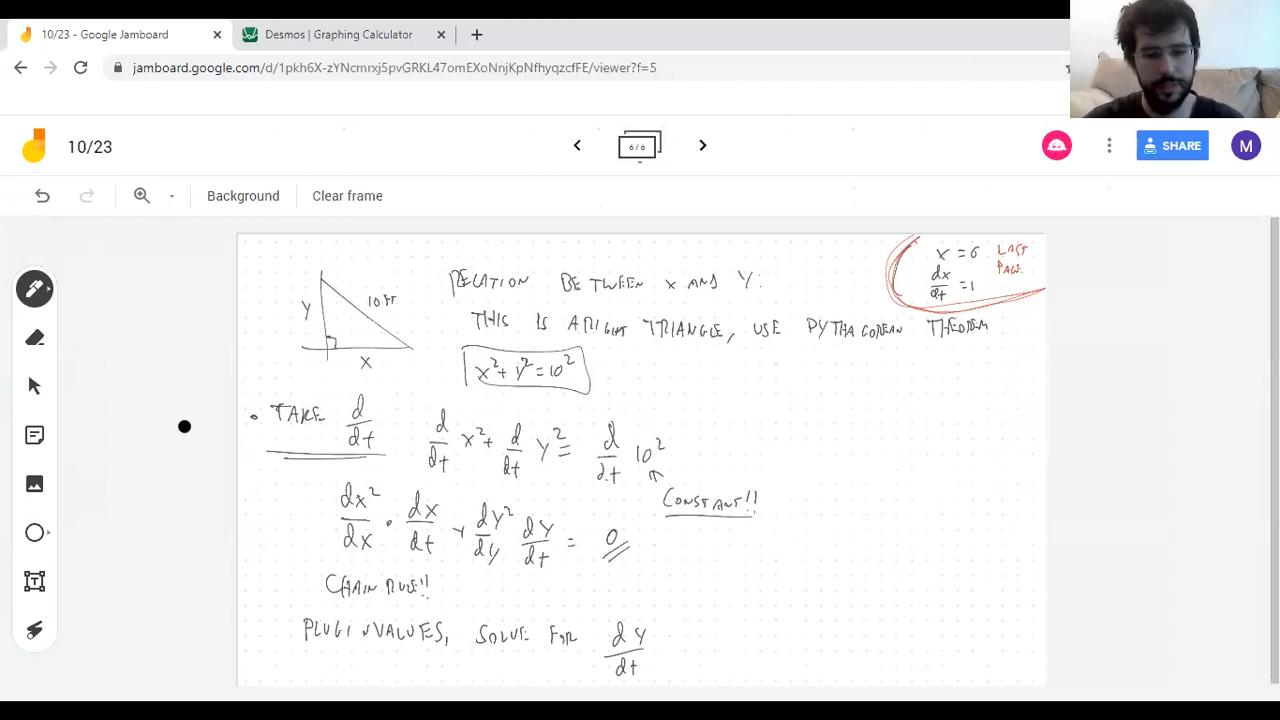 10/23 - Google Jamboard
Desmos | Graphing Calculator
jamboard.google.com/d/1pkh6X-zYNcmrxj5pvGRKL47omEXoNnjKpNfhyqzcfFE/viewer?f=5
10/23
6 / 6
SHARE
M
Background
Clear frame
x = 6 LAST
dx/dt = 1 PAGE
y 10 FT
x
RELATION BETWEEN x AND Y:
THIS IS A RIGHT TRIANGLE, USE PYTHAGOREAN THEOREM
x² + y² = 10²
• TAKE d/dt d/dt x² + d/dt y² = d/dt 10²
CONSTANT!!
dx²/dx · dx/dt + dy²/dy dy/dt = 0
CHAIN RULE!!
PLUG IN VALUES, SOLVE FOR dy/dt